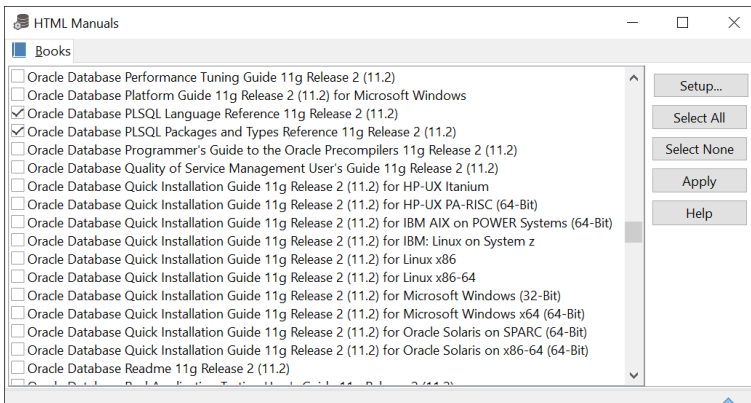 HTML Manuals
Books
Oracle Database Performance Tuning Guide 11g Release 2 (11.2)
Oracle Database Platform Guide 11g Release 2 (11.2) for Microsoft Windows
Oracle Database PLSQL Language Reference 11g Release 2 (11.2)
Oracle Database PLSQL Packages and Types Reference 11g Release 2 (11.2)
Oracle Database Programmer's Guide to the Oracle Precompilers 11g Release 2 (11.2)
Oracle Database Quality of Service Management User's Guide 11g Release 2 (11.2)
Oracle Database Quick Installation Guide 11g Release 2 (11.2) for HP-UX Itanium
Oracle Database Quick Installation Guide 11g Release 2 (11.2) for HP-UX PA-RISC (64-Bit)
Oracle Database Quick Installation Guide 11g Release 2 (11.2) for IBM AIX on POWER Systems (64-Bit)
Oracle Database Quick Installation Guide 11g Release 2 (11.2) for IBM: Linux on System z
Oracle Database Quick Installation Guide 11g Release 2 (11.2) for Linux x86
Oracle Database Quick Installation Guide 11g Release 2 (11.2) for Linux x86-64
Oracle Database Quick Installation Guide 11g Release 2 (11.2) for Microsoft Windows (32-Bit)
Oracle Database Quick Installation Guide 11g Release 2 (11.2) for Microsoft Windows x64 (64-Bit)
Oracle Database Quick Installation Guide 11g Release 2 (11.2) for Oracle Solaris on SPARC (64-Bit)
Oracle Database Quick Installation Guide 11g Release 2 (11.2) for Oracle Solaris on x86-64 (64-Bit)
Oracle Database Readme 11g Release 2 (11.2)
Oracle Database Real Application Testing User's Guide 11g Release 2 (11.2)
Setup...
Select All
Select None
Apply
Help